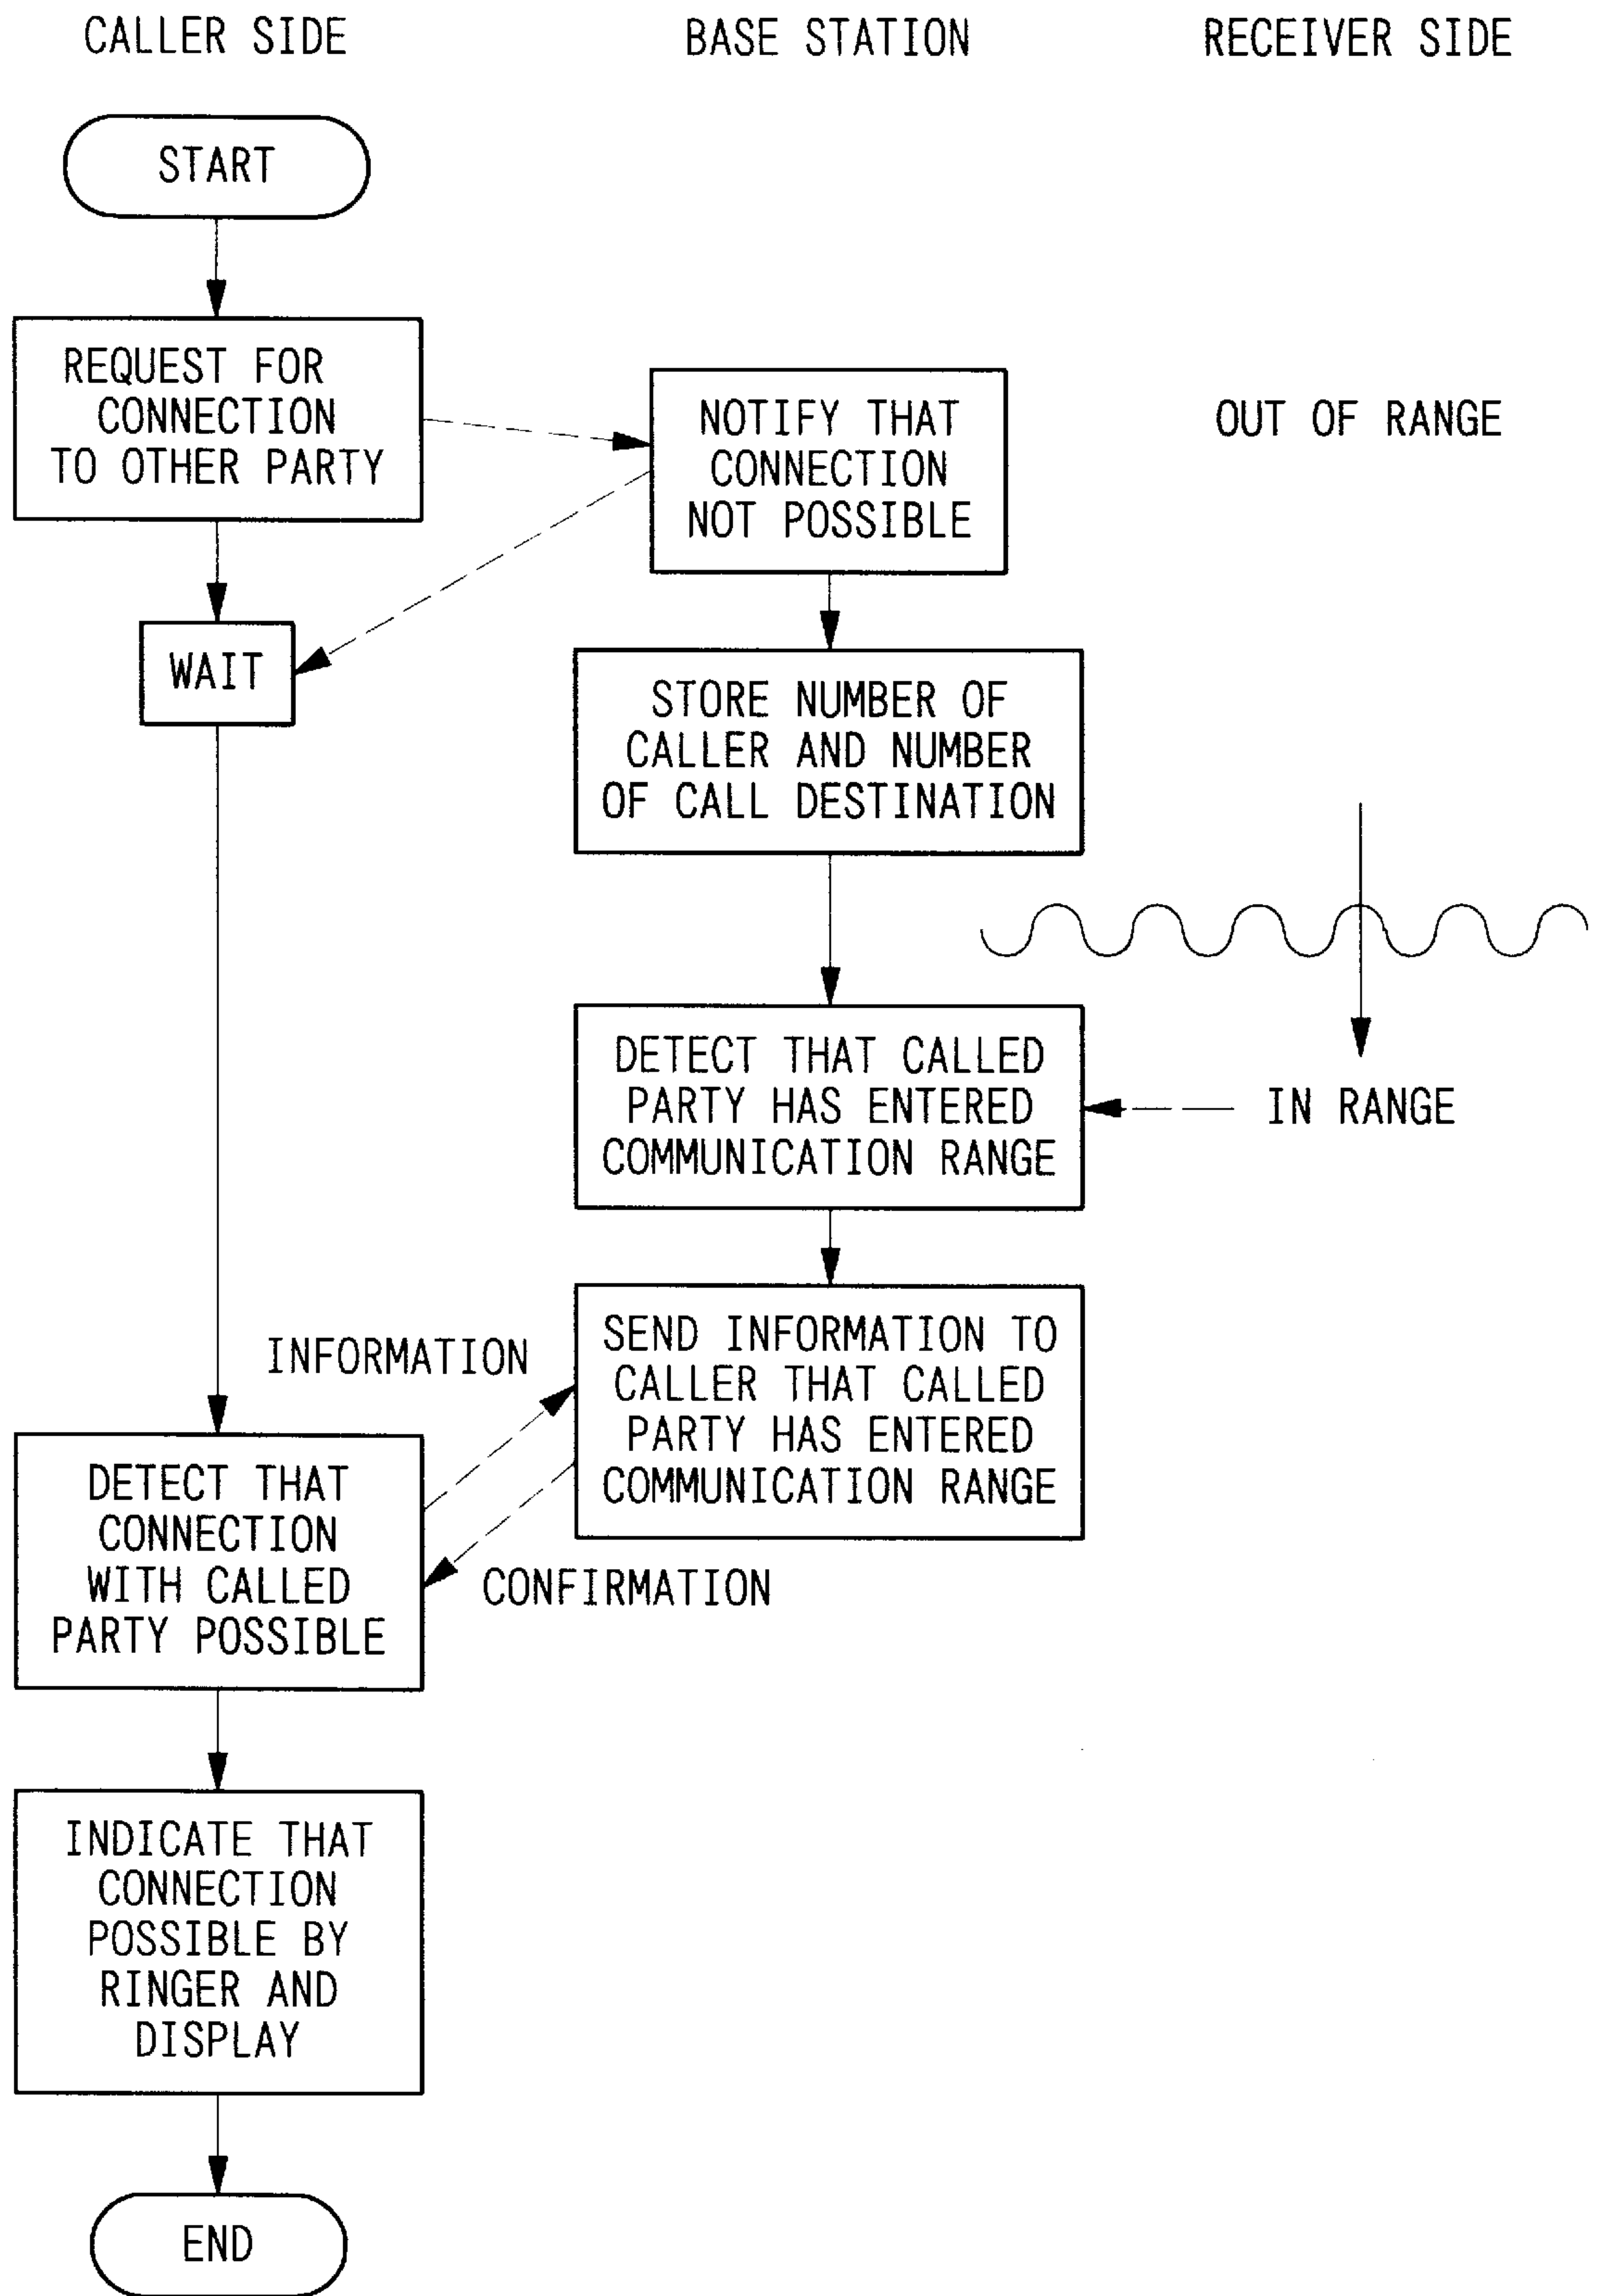 CALLER SIDE
BASE STATION
RECEIVER SIDE
START
REQUEST FOR
CONNECTION
TO OTHER PARTY
NOTIFY THAT
CONNECTION
NOT POSSIBLE
OUT OF RANGE
WAIT
STORE NUMBER OF
CALLER AND NUMBER
OF CALL DESTINATION
DETECT THAT CALLED
PARTY HAS ENTERED
COMMUNICATION RANGE
IN RANGE
SEND INFORMATION TO
CALLER THAT CALLED
PARTY HAS ENTERED
COMMUNICATION RANGE
INFORMATION
DETECT THAT
CONNECTION
WITH CALLED
PARTY POSSIBLE
CONFIRMATION
INDICATE THAT
CONNECTION
POSSIBLE BY
RINGER AND
DISPLAY
END